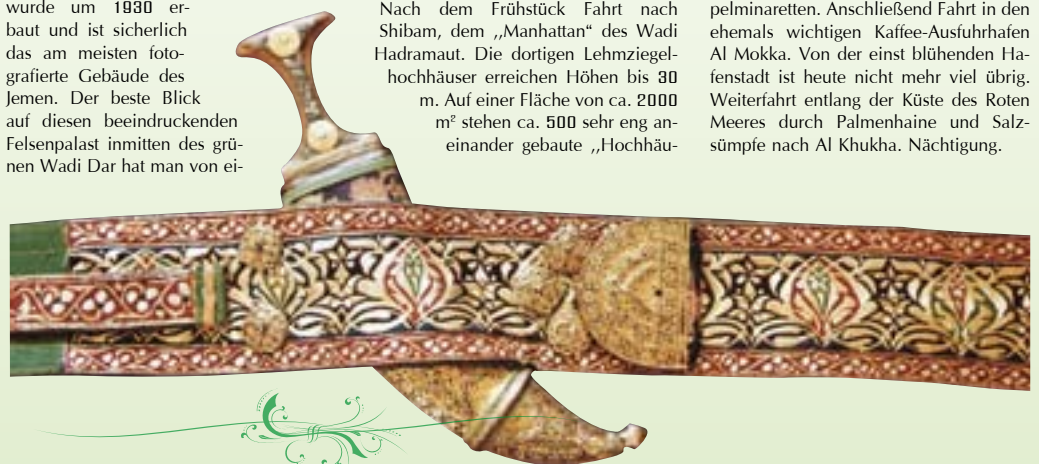 wurde um 1930 er-
baut und ist sicherlich
das am meisten foto-
grafierte Gebäude des
Jemen. Der beste Blick
auf diesen beeindruckenden
Felsenpalast inmitten des grü-
nen Wadi Dar hat man von ei-
Nach dem Frühstück Fahrt nach
Shibam, dem ,,Manhattan“ des Wadi
Hadramaut. Die dortigen Lehmziegel-
hochhäuser erreichen Höhen bis 30
m. Auf einer Fläche von ca. 2000
m² stehen ca. 500 sehr eng an-
einander gebaute ,,Hochhäu-
pelminaretten. Anschließend Fahrt in den
ehemals wichtigen Kaffee-Ausfuhrhafen
Al Mokka. Von der einst blühenden Ha-
fenstadt ist heute nicht mehr viel übrig.
Weiterfahrt entlang der Küste des Roten
Meeres durch Palmenhaine und Salz-
sümpfe nach Al Khukha. Nächtigung.